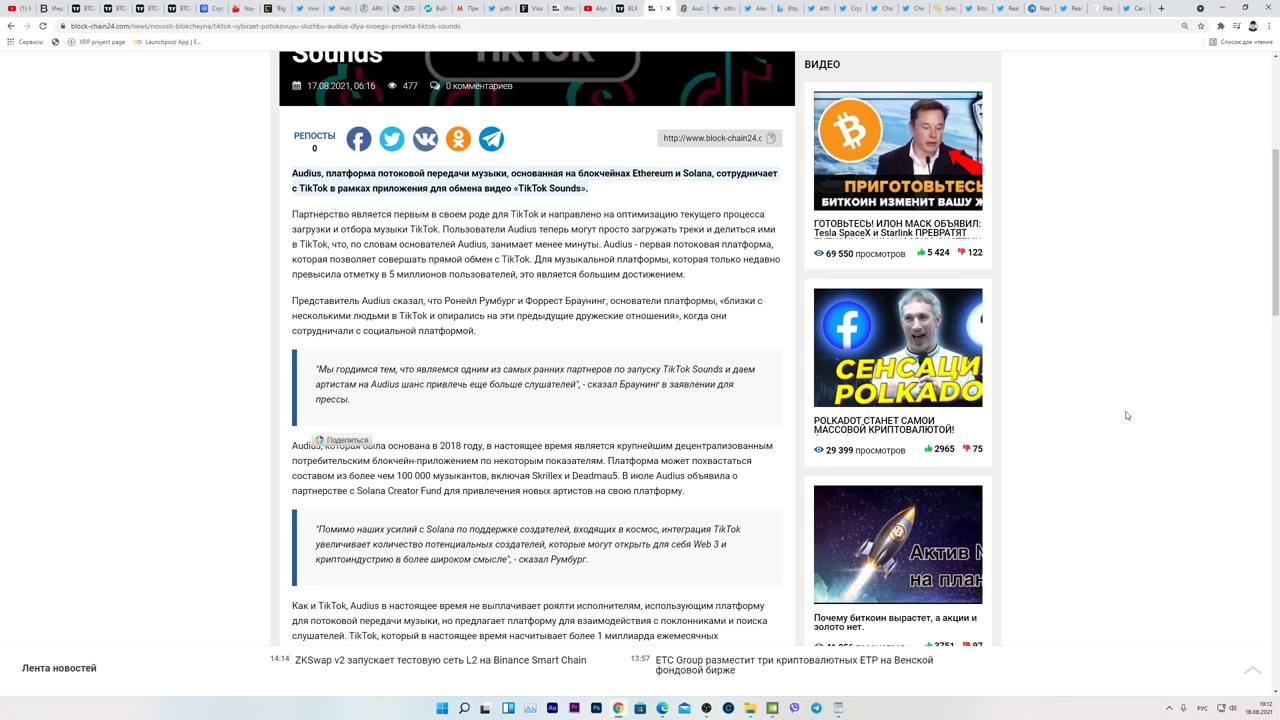 block-chain24.com/news/novosti-blokcheyna/tiktok-vybiraet-potokovuyu-sluzhbu-audius-dlya-svoego-proekta-tiktok-sounds
Сервисы
XRP project page
Launchpool App | E...
Список для чтения
Sounds
17.08.2021, 06:16
477
0 комментариев
РЕПОСТЫ
0
http://www.block-chain24.c
Audius, платформа потоковой передачи музыки, основанная на блокчейнах Ethereum и Solana, сотрудничает
с TikTok в рамках приложения для обмена видео «TikTok Sounds».
Партнерство является первым в своем роде для TikTok и направлено на оптимизацию текущего процесса
загрузки и отбора музыки TikTok. Пользователи Audius теперь могут просто загружать треки и делиться ими
в TikTok, что, по словам основателей Audius, занимает менее минуты. Audius - первая потоковая платформа,
которая позволяет совершать прямой обмен с TikTok. Для музыкальной платформы, которая только недавно
превысила отметку в 5 миллионов пользователей, это является большим достижением.
Представитель Audius сказал, что Ронейл Румбург и Форрест Браунинг, основатели платформы, «близки с
несколькими людьми в TikTok и опирались на эти предыдущие дружеские отношения», когда они
сотрудничали с социальной платформой.
"Мы гордимся тем, что являемся одним из самых ранних партнеров по запуску TikTok Sounds и даем
артистам на Audius шанс привлечь еще больше слушателей", - сказал Браунинг в заявлении для
прессы.
Поделиться
Audius, которая была основана в 2018 году, в настоящее время является крупнейшим децентрализованным
потребительским блокчейн-приложением по некоторым показателям. Платформа может похвастаться
составом из более чем 100 000 музыкантов, включая Skrillex и Deadmau5. В июле Audius объявила о
партнерстве с Solana Creator Fund для привлечения новых артистов на свою платформу.
"Помимо наших усилий с Solana по поддержке создателей, входящих в космос, интеграция TikTok
увеличивает количество потенциальных создателей, которые могут открыть для себя Web 3 и
криптоиндустрию в более широком смысле", - сказал Румбург.
Как и TikTok, Audius в настоящее время не выплачивает роялти исполнителям, использующим платформу
для потоковой передачи музыки, но предлагает платформу для взаимодействия с поклонниками и поиска
слушателей. TikTok, который в настоящее время насчитывает более 1 миллиарда ежемесячных
ВИДЕО
ПРИГОТОВЬТЕСЬ
БИТКОИН ИЗМЕНИТ ВАШУ Ж
ГОТОВЬТЕСЬ! ИЛОН МАСК ОБЪЯВИЛ:
Tesla SpaceX и Starlink ПРЕВРАТЯТ
69 550 просмотров
5 424
122
СЕНСАЦИ
POLKADO
POLKADOT СТАНЕТ САМОЙ
МАССОВОЙ КРИПТОВАЛЮТОЙ!
29 399 просмотров
2965
75
Актив №
на план
Почему биткоин вырастет, а акции и
золото нет.
Лента новостей
14:14 ZKSwap v2 запускает тестовую сеть L2 на Binance Smart Chain
13:57 ETC Group разместит три криптовалютных ETP на Венской
фондовой бирже
РУС
19:12
18.08.2021